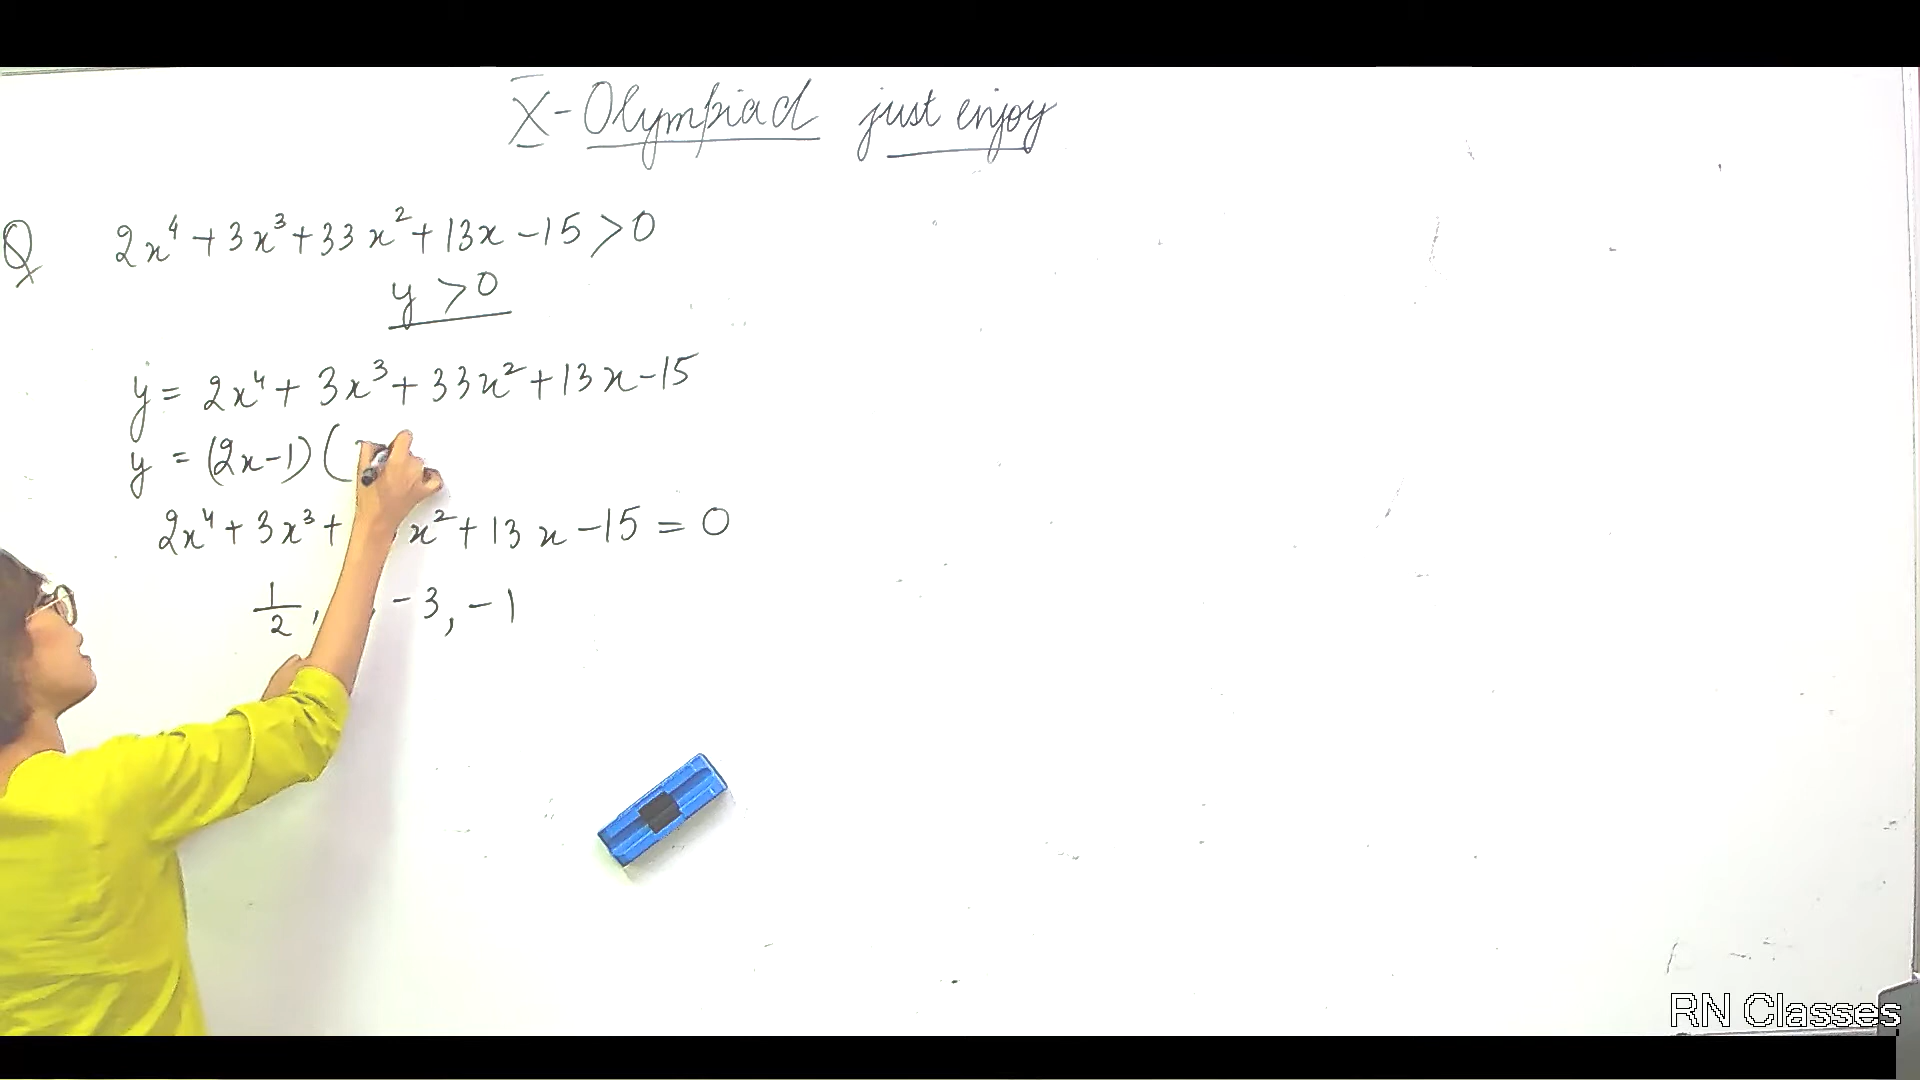 X - Olympiad just enjoy
Q 2x⁴ + 3x³ + 33x² + 13x - 15 > 0
y > 0
y = 2x⁴ + 3x³ + 33x² + 13x - 15
y = (2x-1) (
2x⁴ + 3x³ + x² + 13x - 15 = 0
1/2, , -3, -1
RN Classes